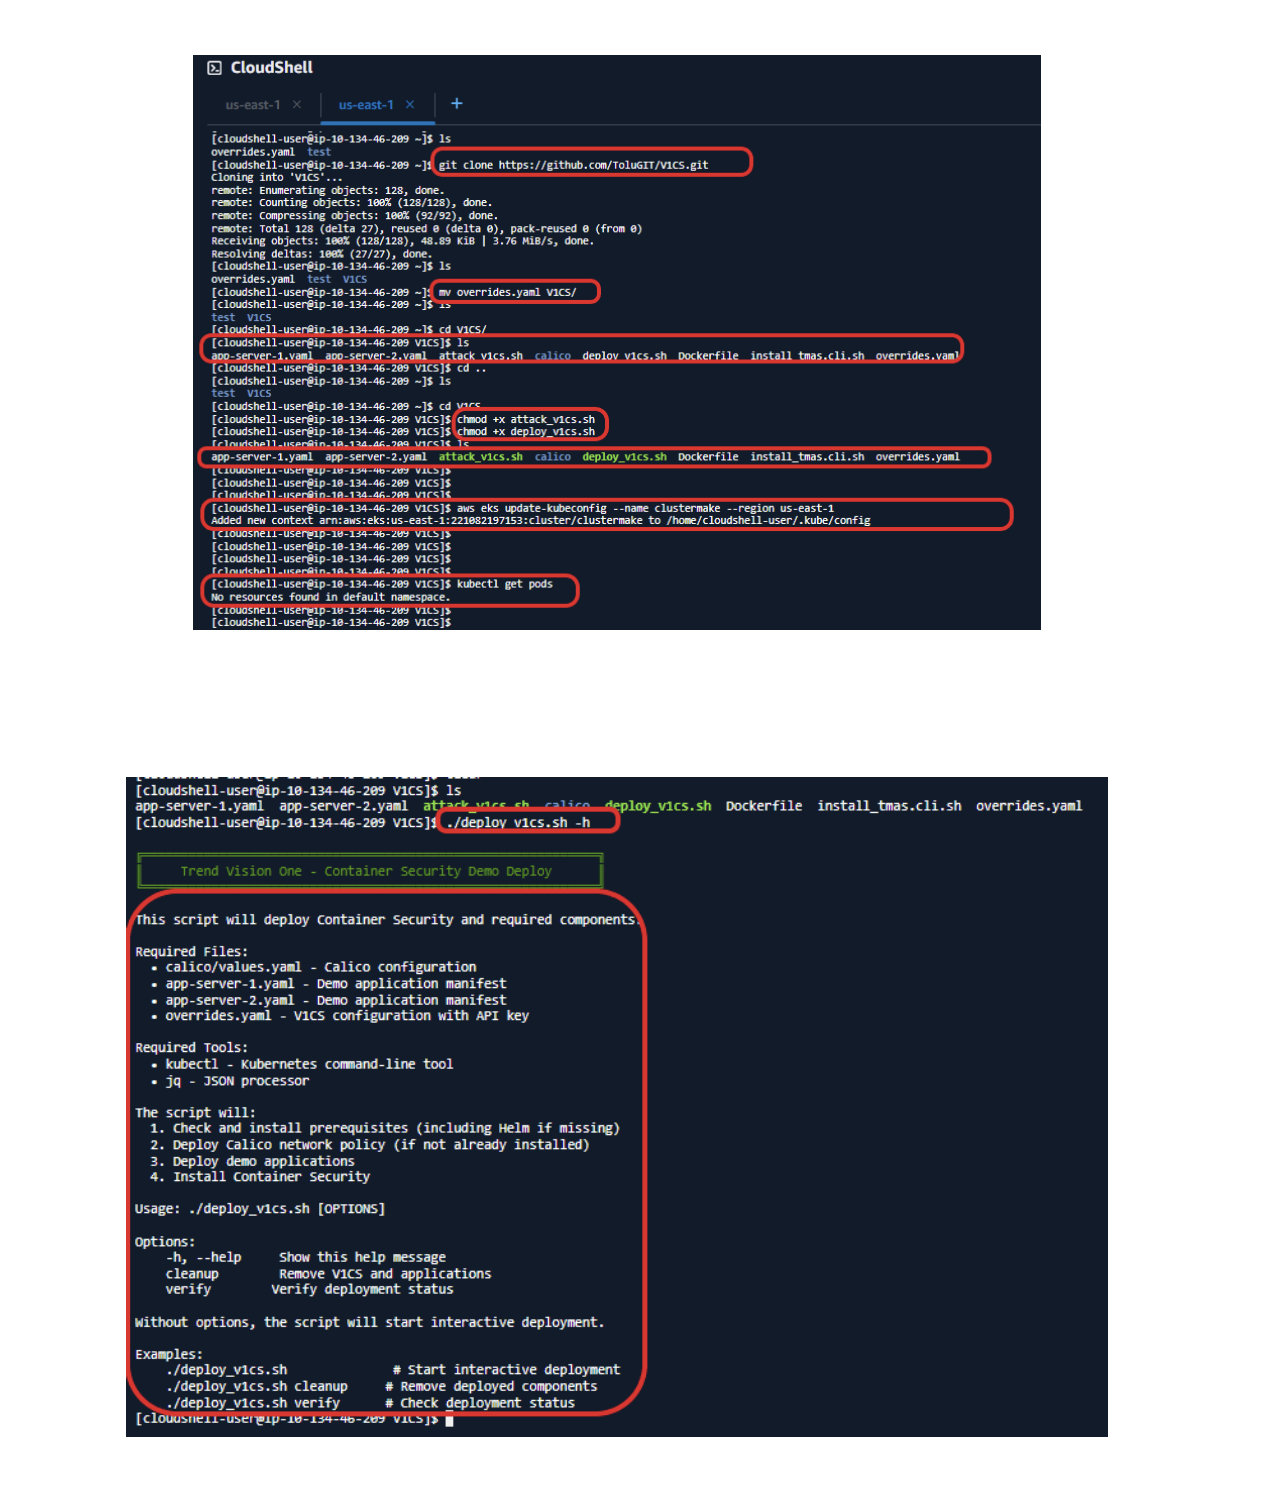 CloudShell
us-east-1 × us-east-1 × +
[cloudshell-user@ip-10-134-46-209 ~]$ ls
overrides.yaml test
[cloudshell-user@ip-10-134-46-209 ~]$ git clone https://github.com/ToluGIT/V1CS.git
Cloning into 'V1CS'...
remote: Enumerating objects: 128, done.
remote: Counting objects: 100% (128/128), done.
remote: Compressing objects: 100% (92/92), done.
remote: Total 128 (delta 27), reused 0 (delta 0), pack-reused 0 (from 0)
Receiving objects: 100% (128/128), 48.89 KiB | 3.76 MiB/s, done.
Resolving deltas: 100% (27/27), done.
[cloudshell-user@ip-10-134-46-209 ~]$ ls
overrides.yaml test V1CS
[cloudshell-user@ip-10-134-46-209 ~]$ mv overrides.yaml V1CS/
[cloudshell-user@ip-10-134-46-209 ~]$ ls
test V1CS
[cloudshell-user@ip-10-134-46-209 ~]$ cd V1CS/
[cloudshell-user@ip-10-134-46-209 V1CS]$ ls
app-server-1.yaml app-server-2.yaml attack_v1cs.sh calico deploy_v1cs.sh Dockerfile install_tmas.cli.sh overrides.yaml
[cloudshell-user@ip-10-134-46-209 V1CS]$ cd ..
[cloudshell-user@ip-10-134-46-209 ~]$ ls
test V1CS
[cloudshell-user@ip-10-134-46-209 ~]$ cd V1CS
[cloudshell-user@ip-10-134-46-209 V1CS]$ chmod +x attack_v1cs.sh
[cloudshell-user@ip-10-134-46-209 V1CS]$ chmod +x deploy_v1cs.sh
[cloudshell-user@ip-10-134-46-209 V1CS]$ ls
app-server-1.yaml app-server-2.yaml attack_v1cs.sh calico deploy_v1cs.sh Dockerfile install_tmas.cli.sh overrides.yaml
[cloudshell-user@ip-10-134-46-209 V1CS]$
[cloudshell-user@ip-10-134-46-209 V1CS]$
[cloudshell-user@ip-10-134-46-209 V1CS]$
[cloudshell-user@ip-10-134-46-209 V1CS]$ aws eks update-kubeconfig --name clustermake --region us-east-1
Added new context arn:aws:eks:us-east-1:221082197153:cluster/clustermake to /home/cloudshell-user/.kube/config
[cloudshell-user@ip-10-134-46-209 V1CS]$
[cloudshell-user@ip-10-134-46-209 V1CS]$
[cloudshell-user@ip-10-134-46-209 V1CS]$
[cloudshell-user@ip-10-134-46-209 V1CS]$
[cloudshell-user@ip-10-134-46-209 V1CS]$ kubectl get pods
No resources found in default namespace.
[cloudshell-user@ip-10-134-46-209 V1CS]$
[cloudshell-user@ip-10-134-46-209 V1CS]$
[cloudshell-user@ip-10-134-46-209 V1CS]$ ls
app-server-1.yaml app-server-2.yaml attack_v1cs.sh calico deploy_v1cs.sh Dockerfile install_tmas.cli.sh overrides.yaml
[cloudshell-user@ip-10-134-46-209 V1CS]$ ./deploy_v1cs.sh -h
Trend Vision One - Container Security Demo Deploy
This script will deploy Container Security and required components.
Required Files:
• calico/values.yaml - Calico configuration
• app-server-1.yaml - Demo application manifest
• app-server-2.yaml - Demo application manifest
• overrides.yaml - V1CS configuration with API key
Required Tools:
• kubectl - Kubernetes command-line tool
• jq - JSON processor
The script will:
1. Check and install prerequisites (including Helm if missing)
2. Deploy Calico network policy (if not already installed)
3. Deploy demo applications
4. Install Container Security
Usage: ./deploy_v1cs.sh [OPTIONS]
Options:
-h, --help Show this help message
cleanup Remove V1CS and applications
verify Verify deployment status
Without options, the script will start interactive deployment.
Examples:
./deploy_v1cs.sh # Start interactive deployment
./deploy_v1cs.sh cleanup # Remove deployed components
./deploy_v1cs.sh verify # Check deployment status
[cloudshell-user@ip-10-134-46-209 V1CS]$